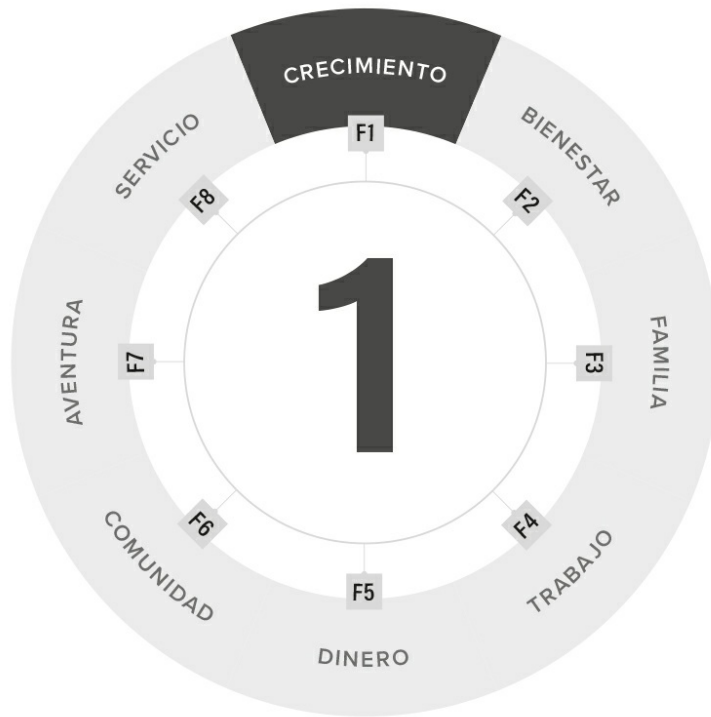 CRECIMIENTO
F1
BIENESTAR
F2
FAMILIA
F3
TRABAJO
F4
DINERO
F5
COMUNIDAD
F6
AVENTURA
F7
SERVICIO
F8
1